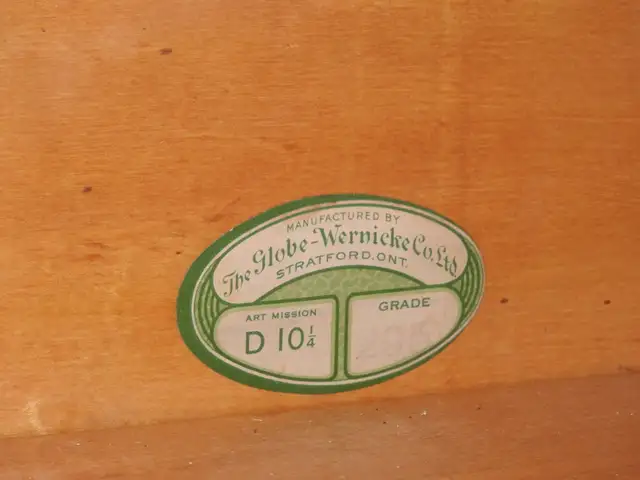 MANUFACTURED BY
The Globe-Wernicke Co. Ltd.
STRATFORD. ONT.
ART MISSION
D 10¼
GRADE